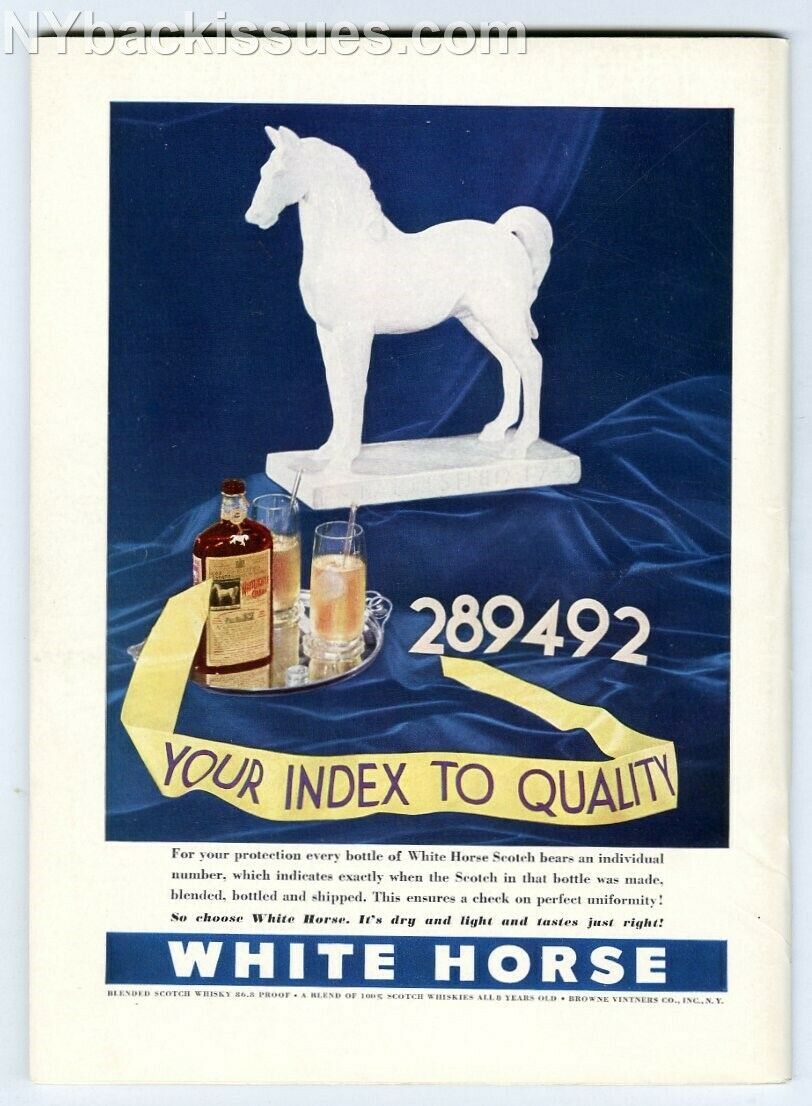 NYbackissues.com
289492
YOUR INDEX TO QUALITY
For your protection every bottle of White Horse Scotch bears an individual
number, which indicates exactly when the Scotch in that bottle was made,
blended, bottled and shipped. This ensures a check on perfect uniformity!
So choose White Horse. It's dry and light and tastes just right!
WHITE HORSE
BLENDED SCOTCH WHISKY 86.8 PROOF • A BLEND OF 100% SCOTCH WHISKIES ALL 8 YEARS OLD • BROWNE VINTNERS CO., INC., N.Y.